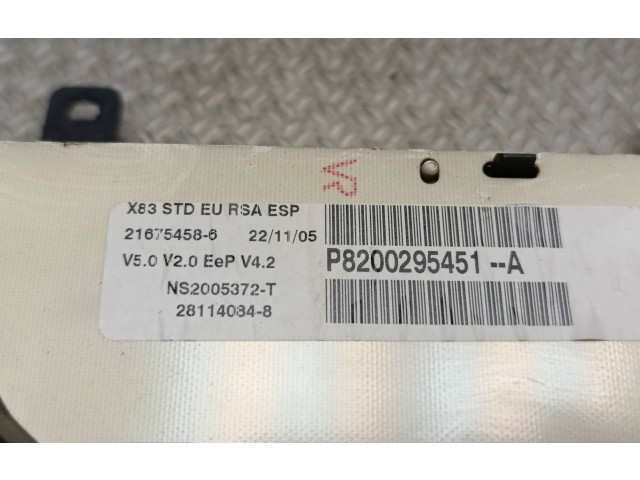 VR
X83 STD EU RSA ESP
21675458-6 22/11/05
V5.0 V2.0 EeP V4.2
P8200295451--A
NS2005372-T
28114084-8